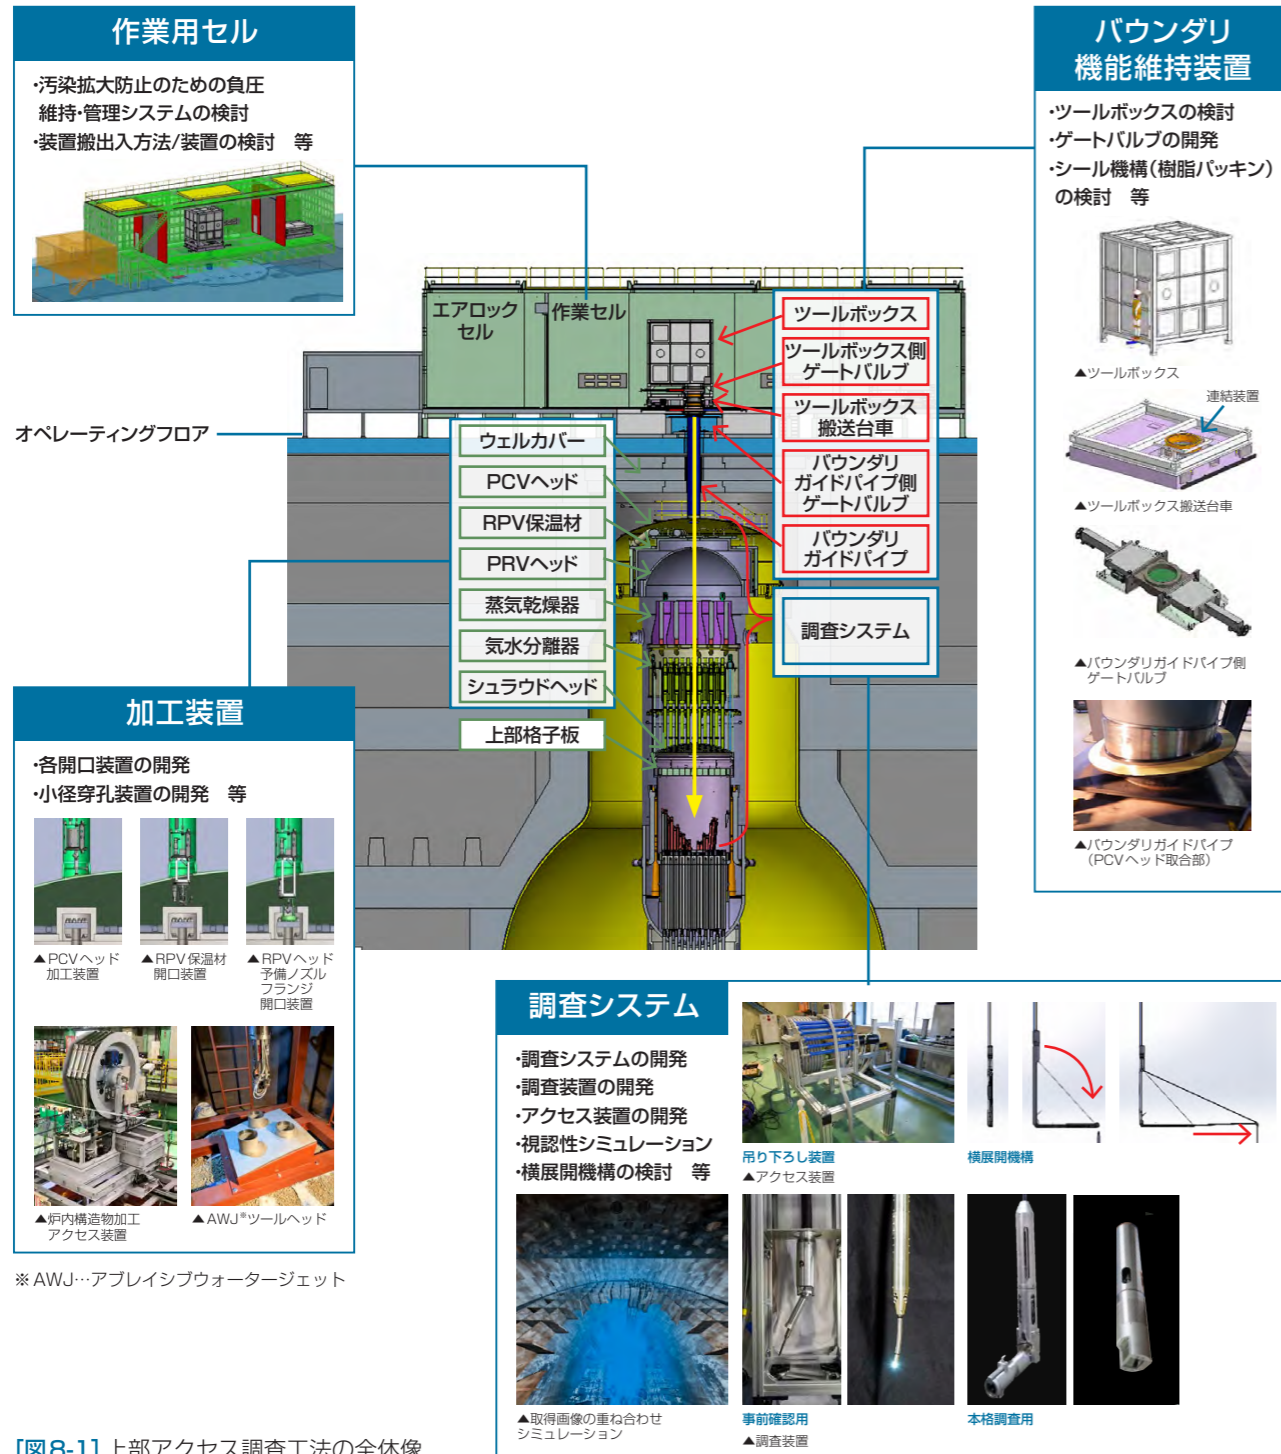 作業用セル
・汚染拡大防止のための負圧
維持・管理システムの検討
・装置搬出入方法/装置の検討　等
バウンダリ
機能維持装置
・ツールボックスの検討
・ゲートバルブの開発
・シール機構(樹脂パッキン)
の検討　等
▲ツールボックス
連結装置
▲ツールボックス搬送台車
▲バウンダリガイドパイプ側
ゲートバルブ
▲バウンダリガイドパイプ
(PCVヘッド取合部)
エアロック
セル
作業セル
オペレーティングフロア
ツールボックス
ツールボックス側
ゲートバルブ
ツールボックス
搬送台車
バウンダリ
ガイドパイプ側
ゲートバルブ
バウンダリ
ガイドパイプ
調査システム
ウェルカバー
PCVヘッド
RPV保温材
PRVヘッド
蒸気乾燥器
気水分離器
シュラウドヘッド
上部格子板
加工装置
・各開口装置の開発
・小径穿孔装置の開発　等
▲PCVヘッド
加工装置
▲RPV保温材
開口装置
▲RPVヘッド
予備ノズル
フランジ
開口装置
▲炉内構造物加工
アクセス装置
▲AWJ※ツールヘッド
※AWJ…アブレイシブウォータージェット
調査システム
・調査システムの開発
・調査装置の開発
・アクセス装置の開発
・視認性シミュレーション
・横展開機構の検討　等
吊り下ろし装置
▲アクセス装置
横展開機構
▲取得画像の重ね合わせ
シミュレーション
事前確認用
▲調査装置
本格調査用
[図8-1] 上部アクセス調査工法の全体像